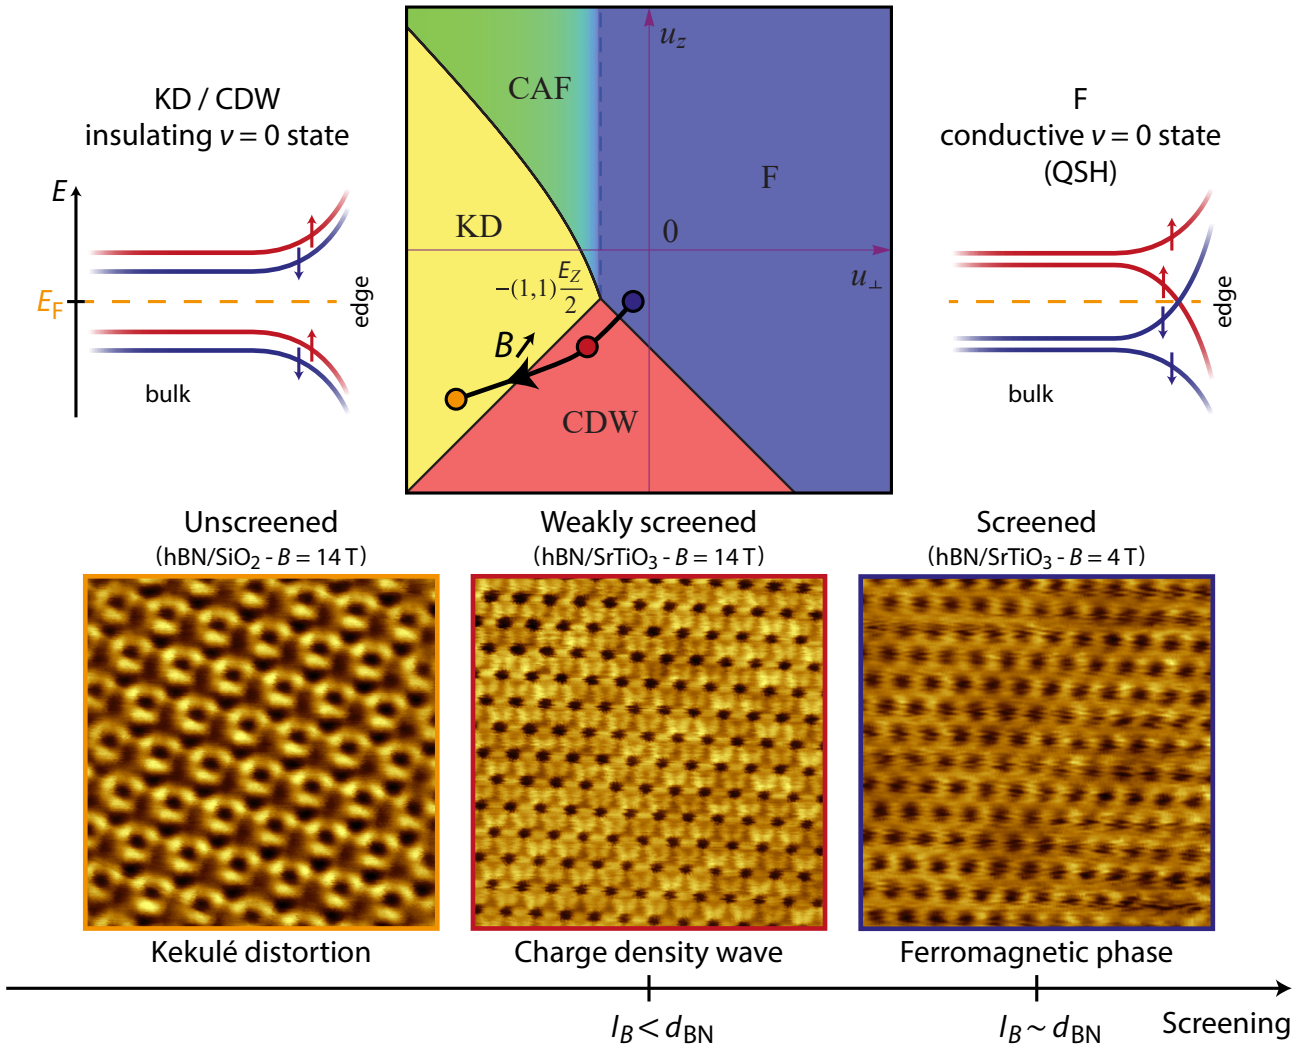 KD / CDW
insulating ν = 0 state
E
E_F
edge
bulk
u_z
CAF
F
KD
0
u_⊥
−(1,1) E_Z/2
B
CDW
F
conductive ν = 0 state
(QSH)
edge
bulk
Unscreened
(hBN/SiO₂ - B = 14 T)
Weakly screened
(hBN/SrTiO₃ - B = 14 T)
Screened
(hBN/SrTiO₃ - B = 4 T)
Kekulé distortion
Charge density wave
Ferromagnetic phase
l_B < d_BN
l_B ~ d_BN
Screening